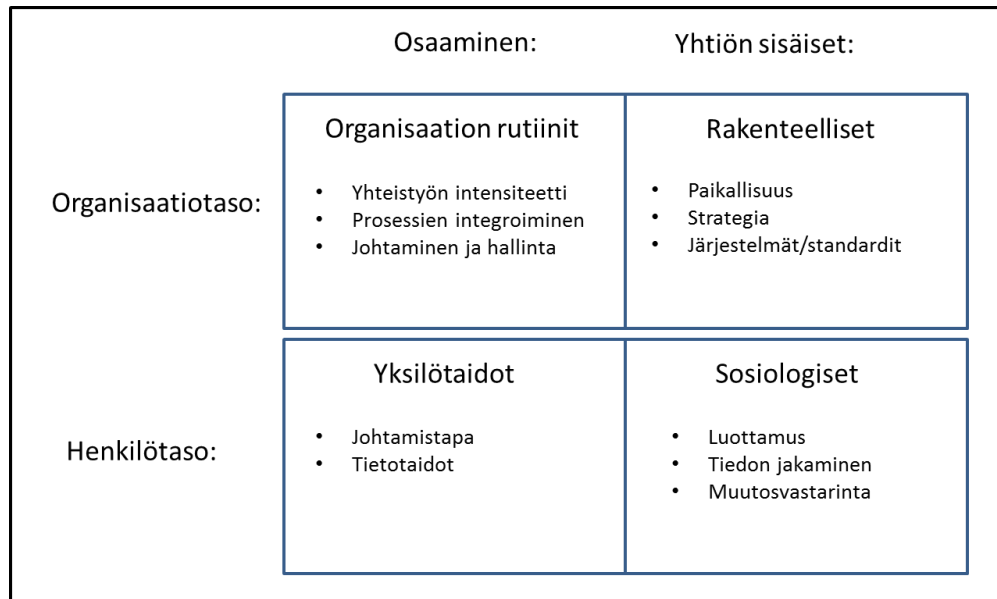 Osaaminen:
Yhtiön sisäiset:
Organisaatiotaso:
Organisaation rutiinit
• Yhteistyön intensiteetti
• Prosessien integroiminen
• Johtaminen ja hallinta
Rakenteelliset
• Paikallisuus
• Strategia
• Järjestelmät/standardit
Henkilötaso:
Yksilötaidot
• Johtamistapa
• Tietotaidot
Sosiologiset
• Luottamus
• Tiedon jakaminen
• Muutosvastarinta